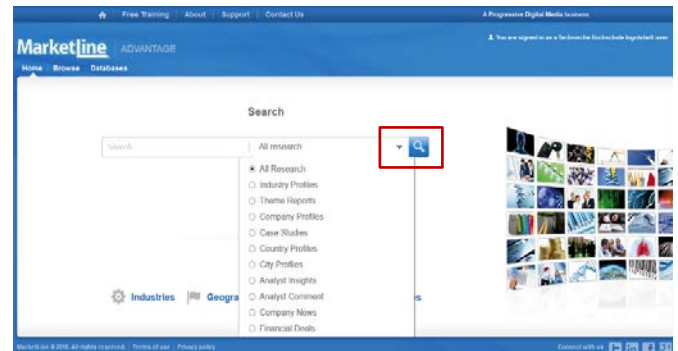 Free Training About Support Contact Us
A Progressive Digital Media business
Marketline ADVANTAGE
You are signed in as a Technische Hochschule Ingolstadt user
Home Browse Databases
Search
Search All research
All Research
Industry Profiles
Theme Reports
Company Profiles
Case Studies
Country Profiles
City Profiles
Analyst Insights
Industries Geogra Analyst Comment es
Company News
Financial Deals
MarketLine © 2016. All rights reserved. Terms of use Privacy policy
Connect with us